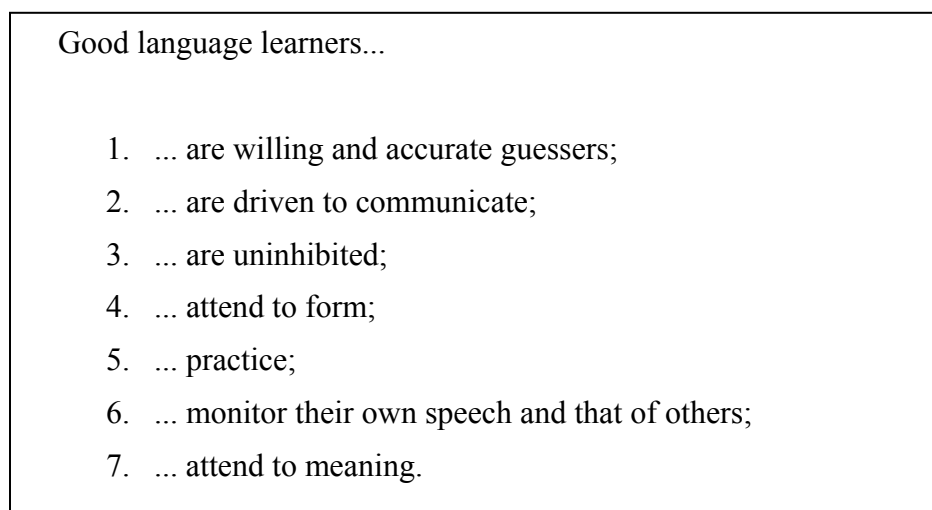 Good language learners...
1. ... are willing and accurate guessers;
2. ... are driven to communicate;
3. ... are uninhibited;
4. ... attend to form;
5. ... practice;
6. ... monitor their own speech and that of others;
7. ... attend to meaning.